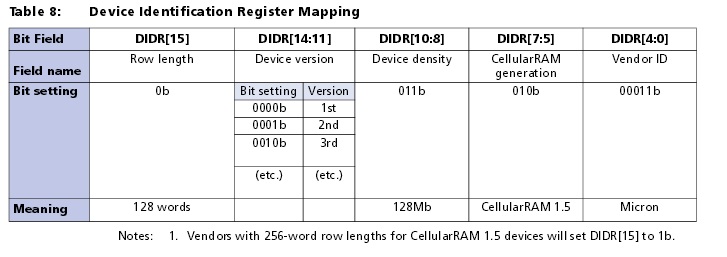 Table 8: Device Identification Register Mapping
Bit Field DIDR[15] DIDR[14:11] DIDR[10:8] DIDR[7:5] DIDR[4:0]
Field name Row length Device version Device density CellularRAM generation Vendor ID
Bit setting 0b Bit setting Version 011b 010b 00011b
0000b 1st
0001b 2nd
0010b 3rd
(etc.) (etc.)
Meaning 128 words 128Mb CellularRAM 1.5 Micron
Notes: 1. Vendors with 256-word row lengths for CellularRAM 1.5 devices will set DIDR[15] to 1b.